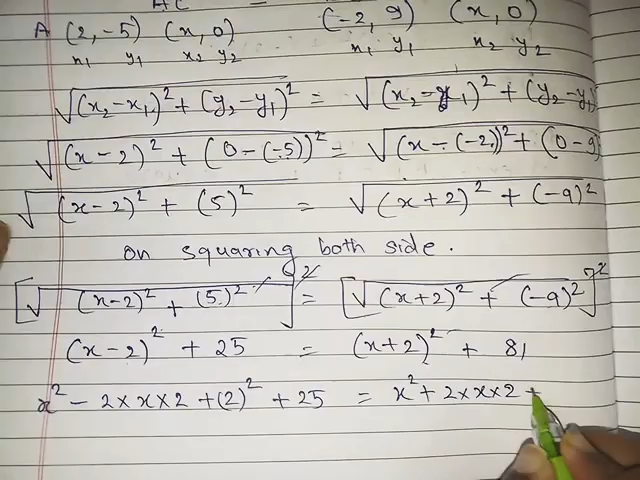 AC =
A (2, -5) (x, 0) (-2, 9) (x, 0)
x₁ y₁ x₂ y₂ x₁ y₁ x₂ y₂
√(x₂-x₁)² + (y₂-y₁)² = √(x₂-x₁)² + (y₂-y₁)
√(x-2)² + (0-(-5))² = √(x-(-2))² + (0-9
√(x-2)² + (5)² = √(x+2)² + (-9)²
on squaring both side.
[√(x-2)² + (5)²]² = [√(x+2)² + (-9)²]²
(x-2)² + 25 = (x+2)² + 81
x² - 2×x×2 + (2)² + 25 = x² + 2×x×2 +